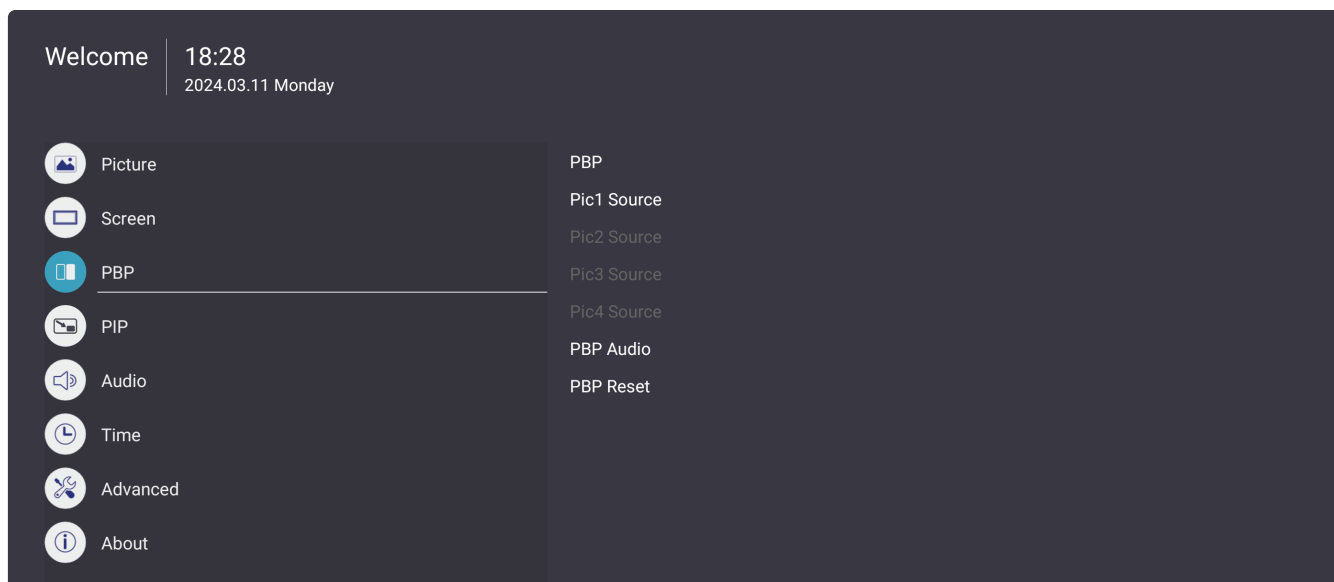 Welcome
18:28
2024.03.11 Monday
Picture
Screen
PBP
PIP
Audio
Time
Advanced
About
PBP
Pic1 Source
Pic2 Source
Pic3 Source
Pic4 Source
PBP Audio
PBP Reset